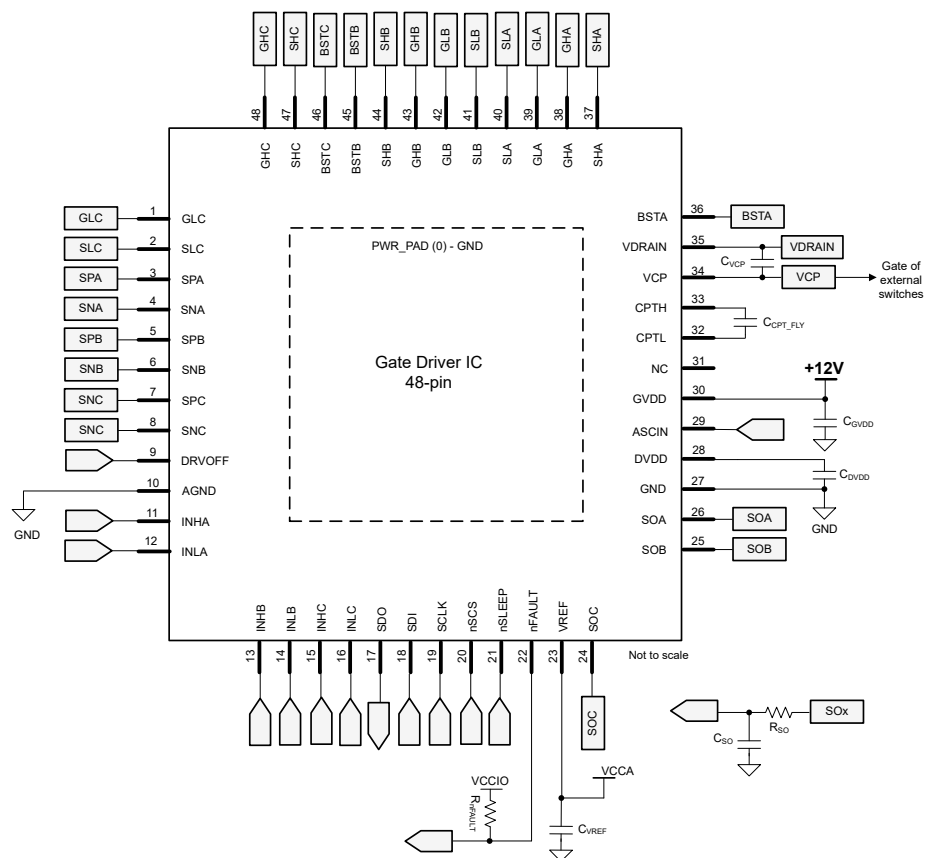 GHC
SHC
BSTC
BSTB
SHB
GHB
GLB
SLB
SLA
GLA
GHA
SHA
48
47
46
45
44
43
42
41
40
39
38
37
GHC
SHC
BSTC
BSTB
SHB
GHB
GLB
SLB
SLA
GLA
GHA
SHA
GLC 1 GLC
SLC 2 SLC
SPA 3 SPA
SNA 4 SNA
SPB 5 SPB
SNB 6 SNB
SNC 7 SPC
SNC 8 SNC
9 DRVOFF
10 AGND
GND
11 INHA
12 INLA
PWR_PAD (0) - GND
Gate Driver IC
48-pin
BSTA 36 BSTA
VDRAIN 35 VDRAIN
CVCP
VCP 34 VCP
Gate of
external
switches
CPTH 33
CCPT_FLY
CPTL 32
NC 31
+12V
GVDD 30
CGVDD
ASCIN 29
DVDD 28
CDVDD
GND 27
GND
SOA 26 SOA
SOB 25 SOB
INHB
INLB
INHC
INLC
SDO
SDI
SCLK
nSCS
nSLEEP
nFAULT
VREF
SOC
13
14
15
16
17
18
19
20
21
22
23
24
Not to scale
SOC
SOx
RSO
CSO
VCCIO
RnFAULT
VCCA
CVREF